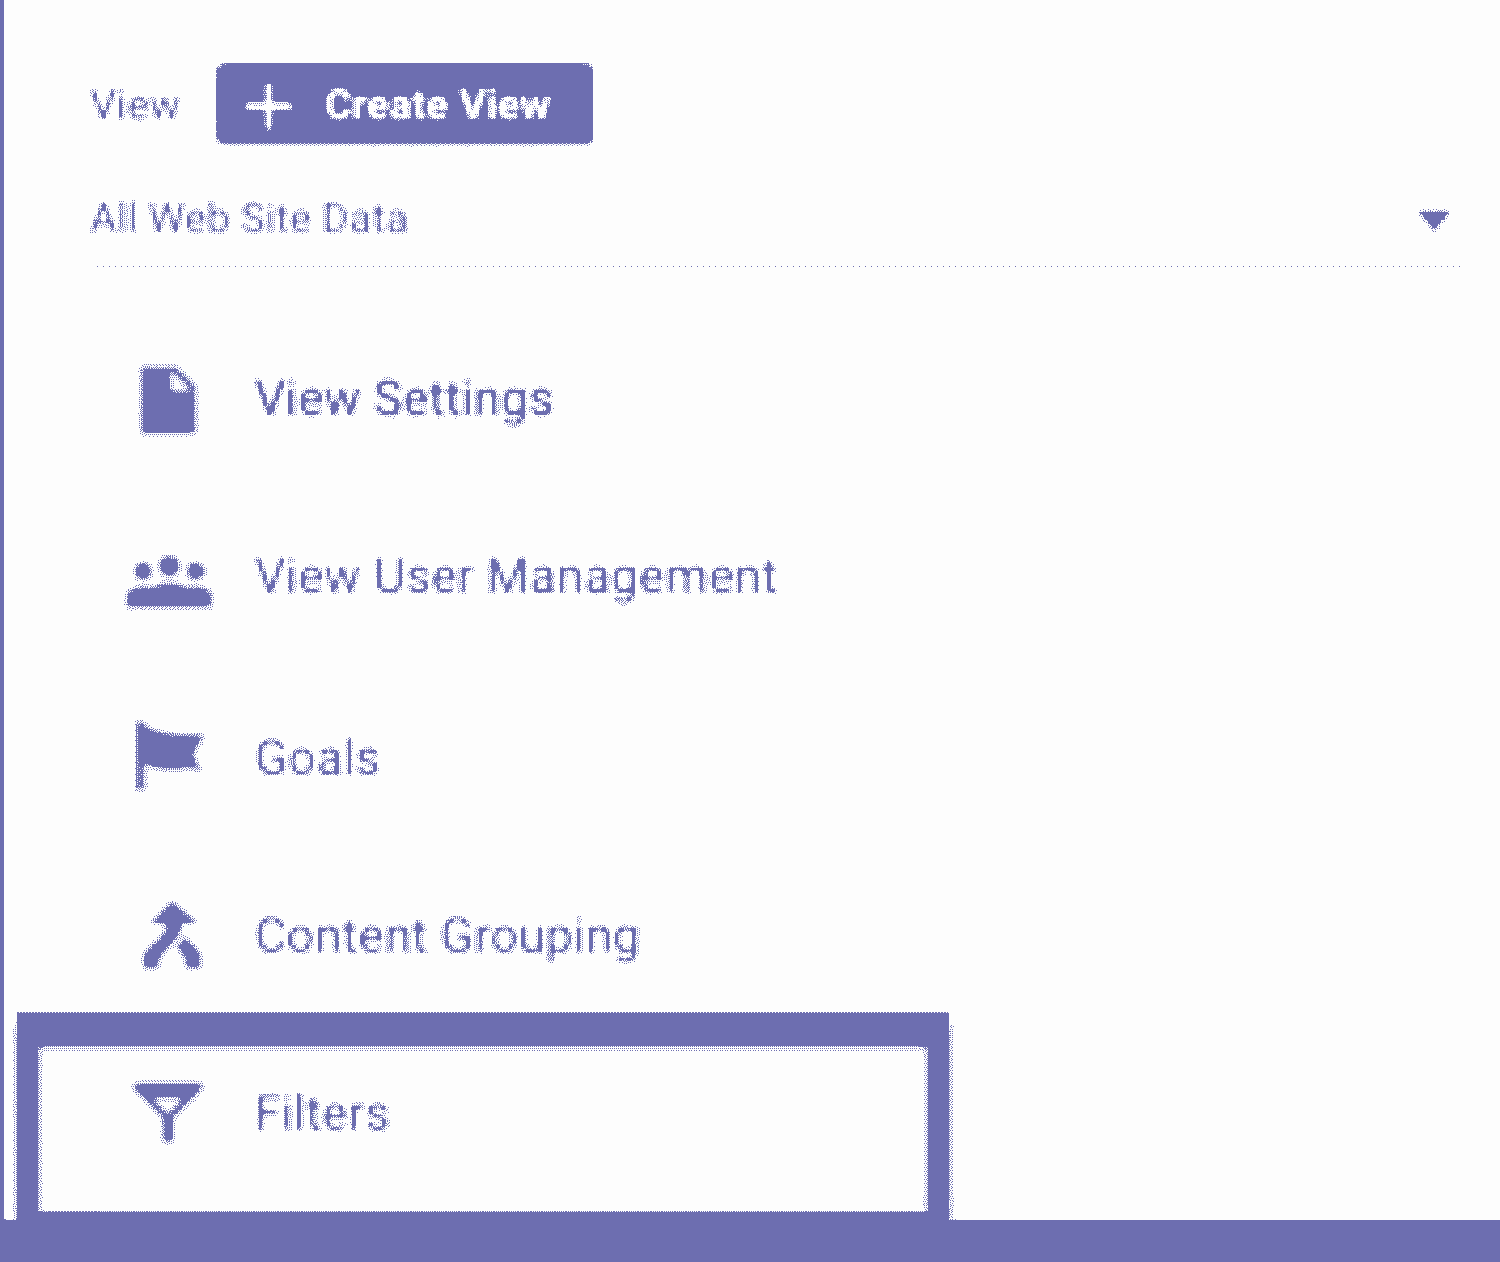 View + Create View
All Web Site Data
View Settings
View User Management
Goals
Content Grouping
Filters